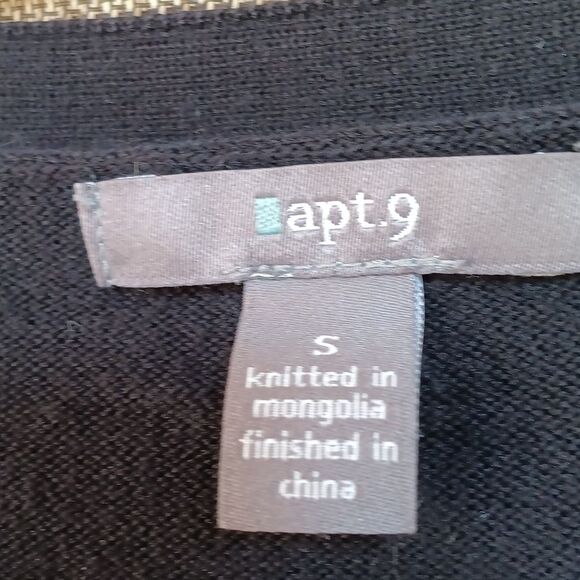 apt.9
S
knitted in
mongolia
finished in
china